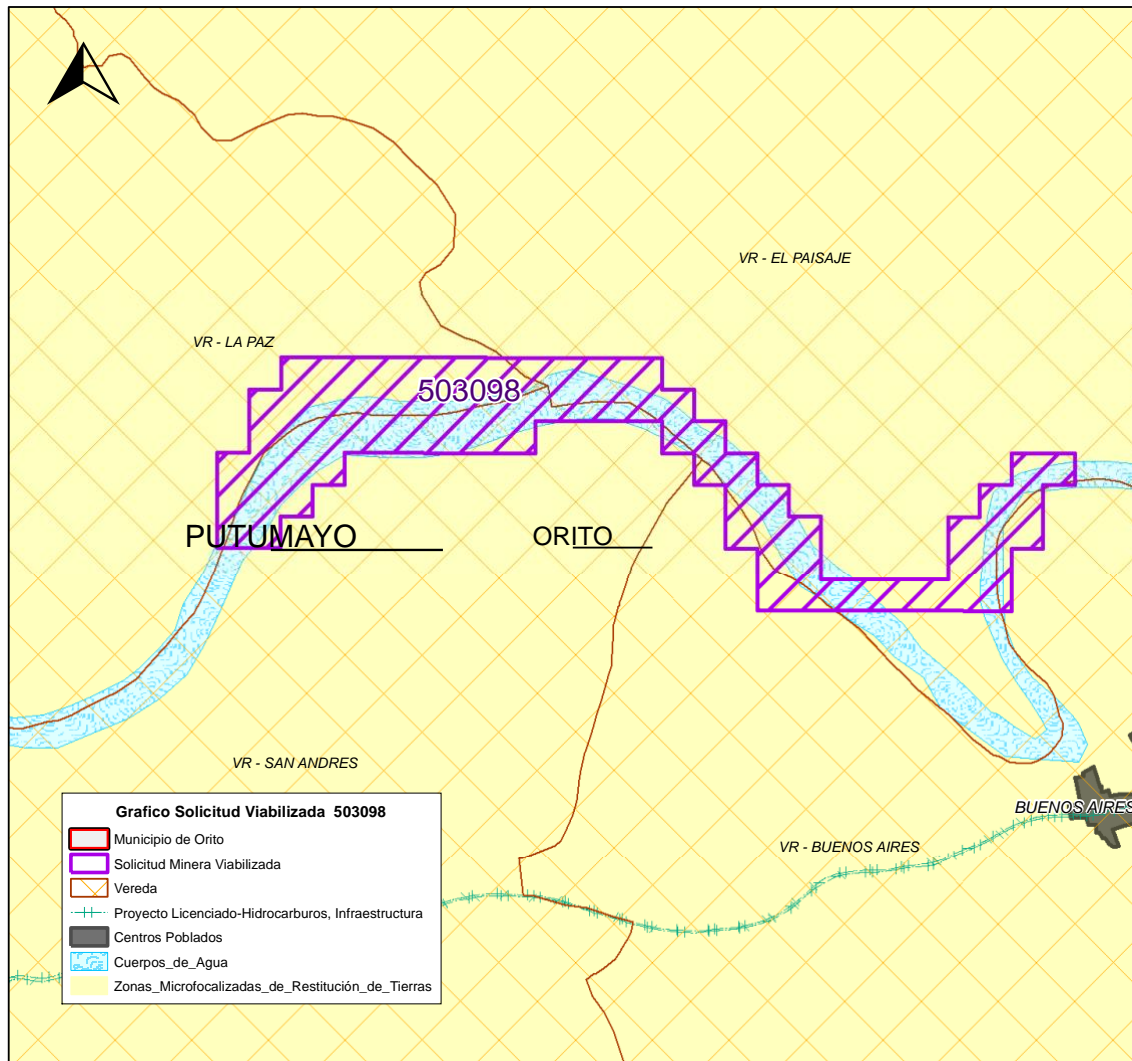 VR - EL PAISAJE
VR - LA PAZ
503098
PUTUMAYO
ORITO
VR - SAN ANDRES
BUENOS AIRES
VR - BUENOS AIRES
Grafico Solicitud Viabilizada 503098
Municipio de Orito
Solicitud Minera Viabilizada
Vereda
Proyecto Licenciado-Hidrocarburos, Infraestructura
Centros Poblados
Cuerpos_de_Agua
Zonas_Microfocalizadas_de_Restitución_de_Tierras